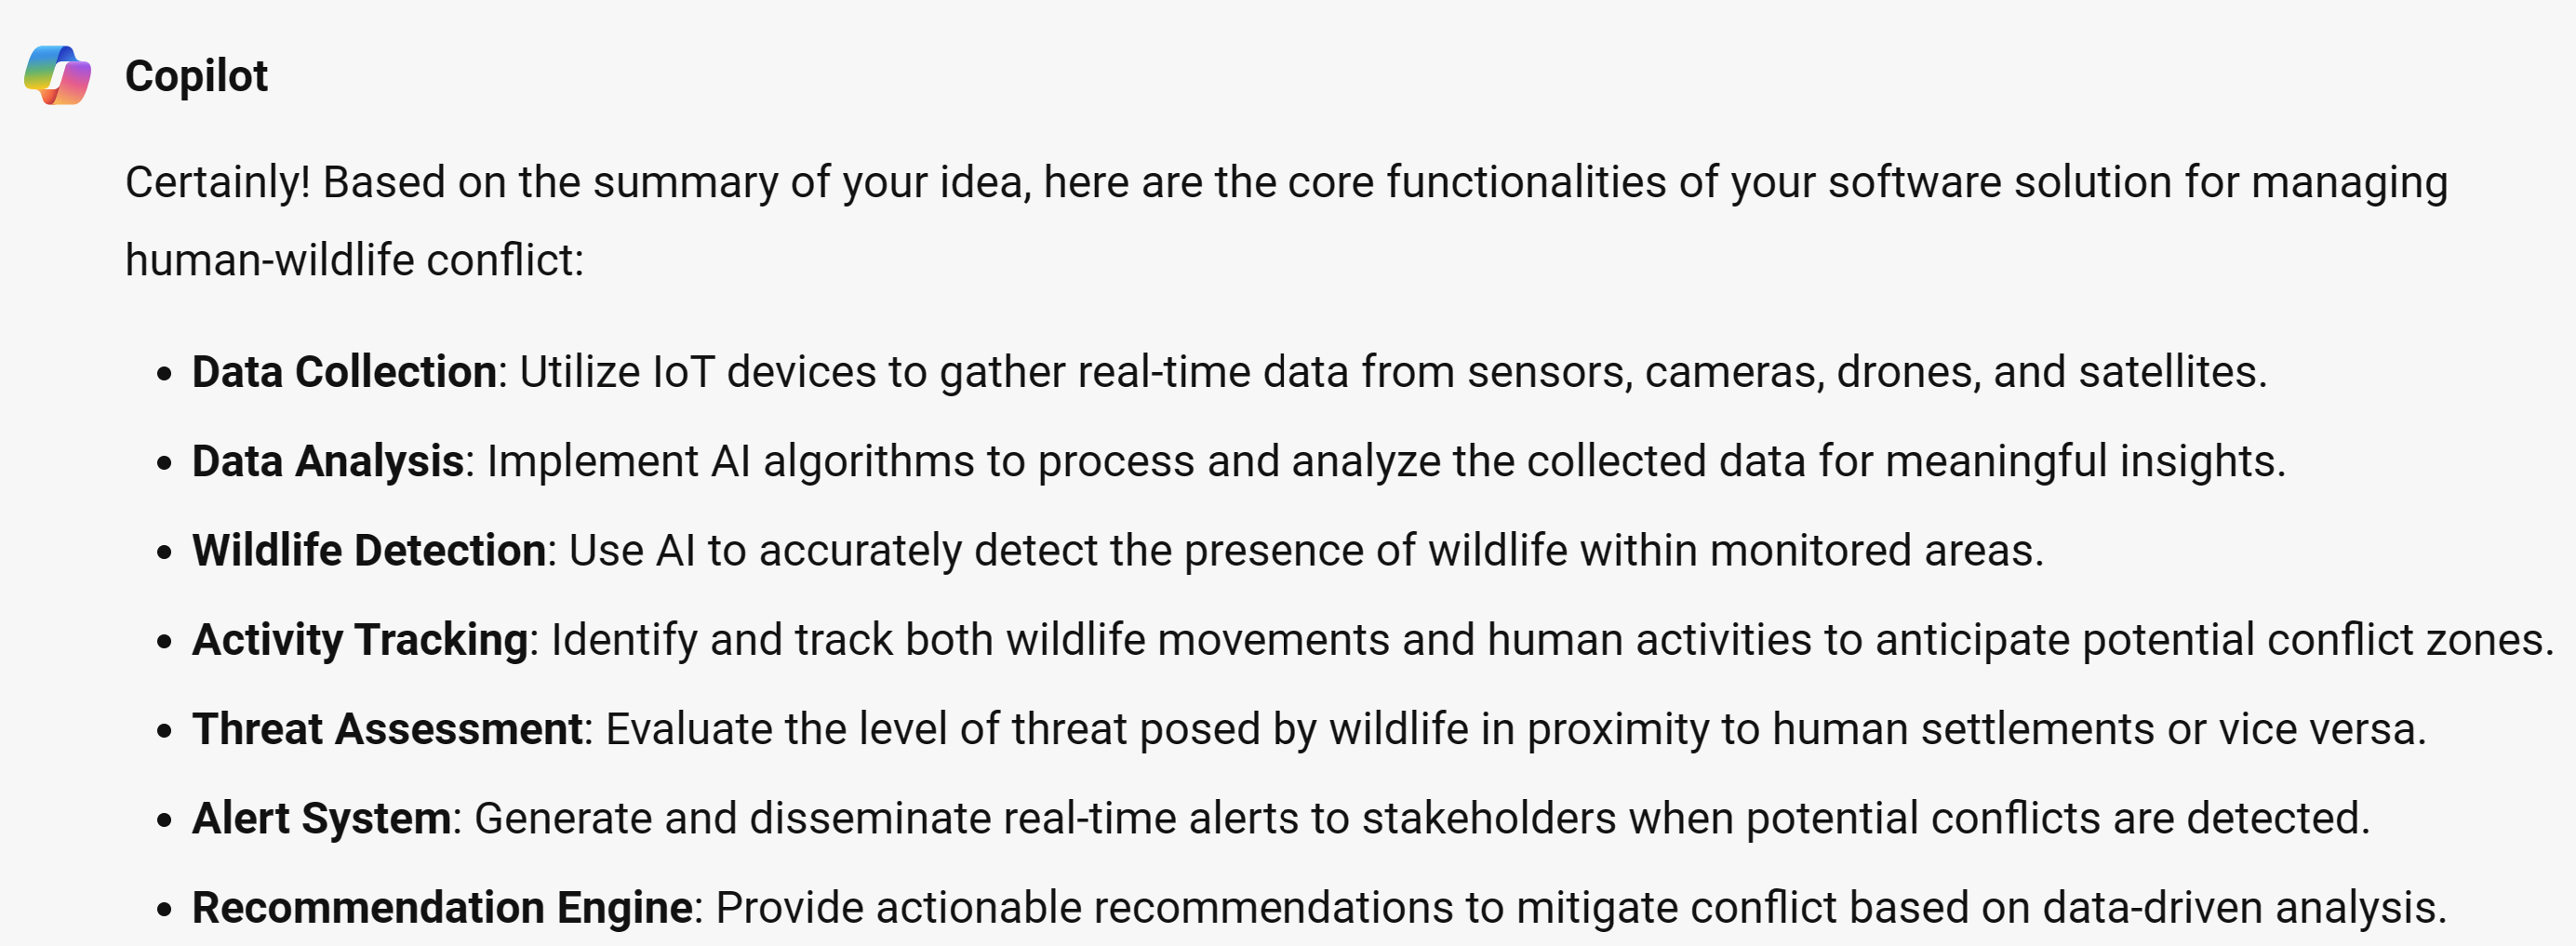 Copilot
Certainly! Based on the summary of your idea, here are the core functionalities of your software solution for managing
human-wildlife conflict:
• Data Collection: Utilize IoT devices to gather real-time data from sensors, cameras, drones, and satellites.
• Data Analysis: Implement AI algorithms to process and analyze the collected data for meaningful insights.
• Wildlife Detection: Use AI to accurately detect the presence of wildlife within monitored areas.
• Activity Tracking: Identify and track both wildlife movements and human activities to anticipate potential conflict zones.
• Threat Assessment: Evaluate the level of threat posed by wildlife in proximity to human settlements or vice versa.
• Alert System: Generate and disseminate real-time alerts to stakeholders when potential conflicts are detected.
• Recommendation Engine: Provide actionable recommendations to mitigate conflict based on data-driven analysis.